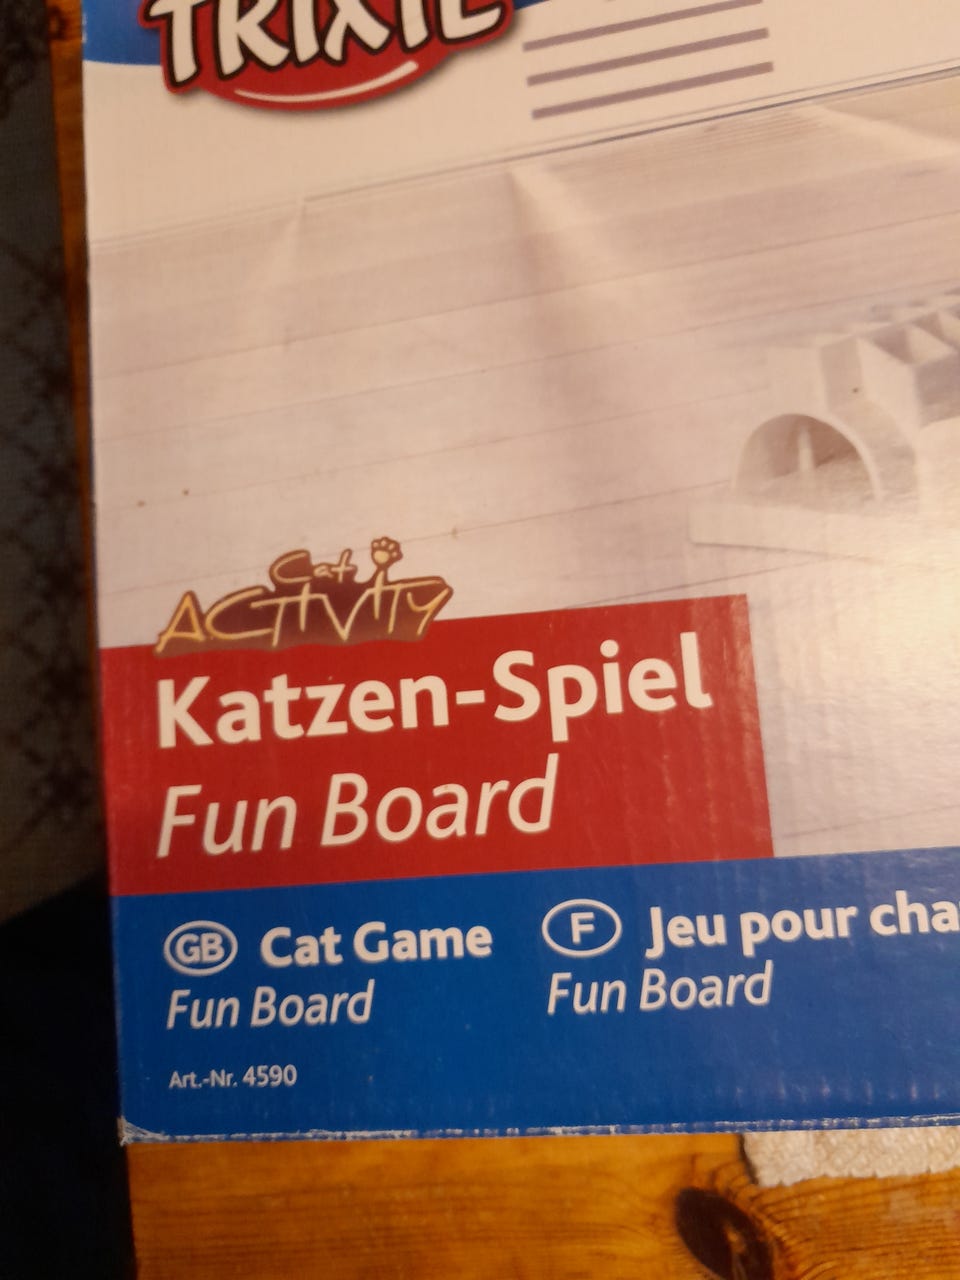 TRIXIE
Cat
ACTIVITY
Katzen-Spiel
Fun Board
GB Cat Game
Fun Board
F Jeu pour cha
Fun Board
Art.-Nr. 4590